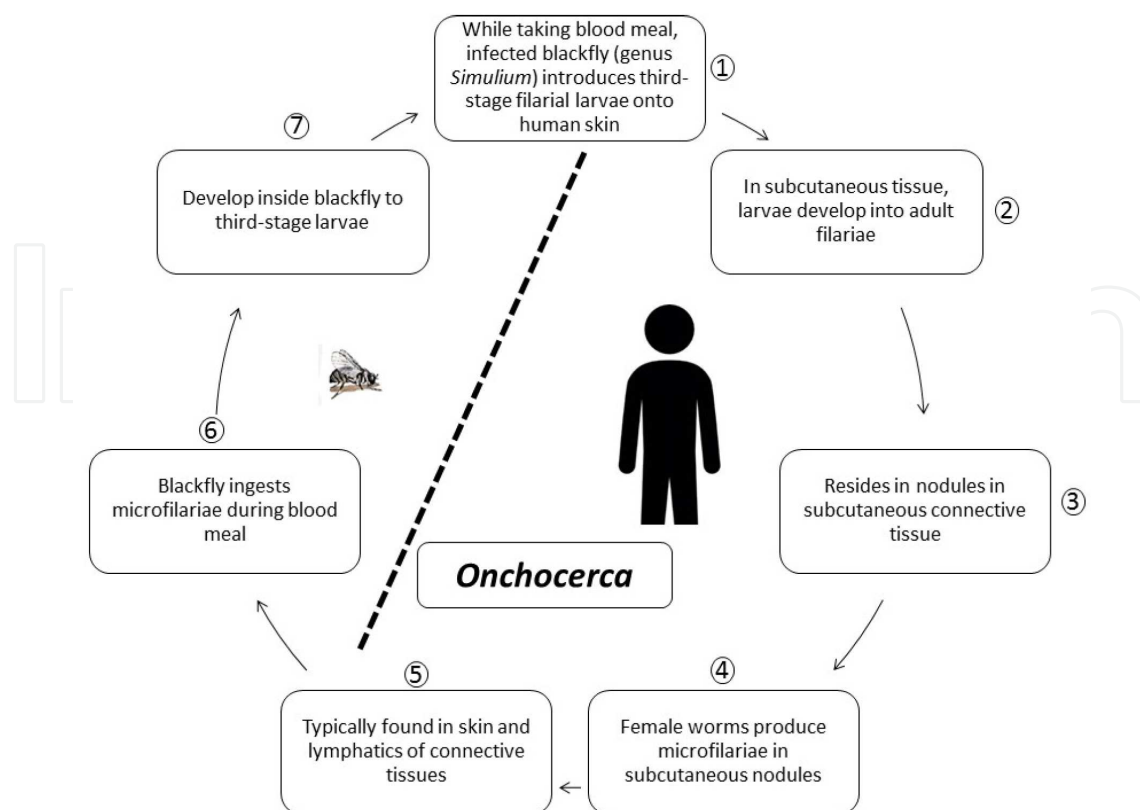 While taking blood meal,
infected blackfly (genus
Simulium) introduces third-
stage filarial larvae onto
human skin
①
In subcutaneous tissue,
larvae develop into adult
filariae
②
Resides in nodules in
subcutaneous connective
tissue
③
Female worms produce
microfilariae in
subcutaneous nodules
④
Typically found in skin and
lymphatics of connective
tissues
⑤
Blackfly ingests
microfilariae during blood
meal
⑥
Develop inside blackfly to
third-stage larvae
⑦
Onchocerca